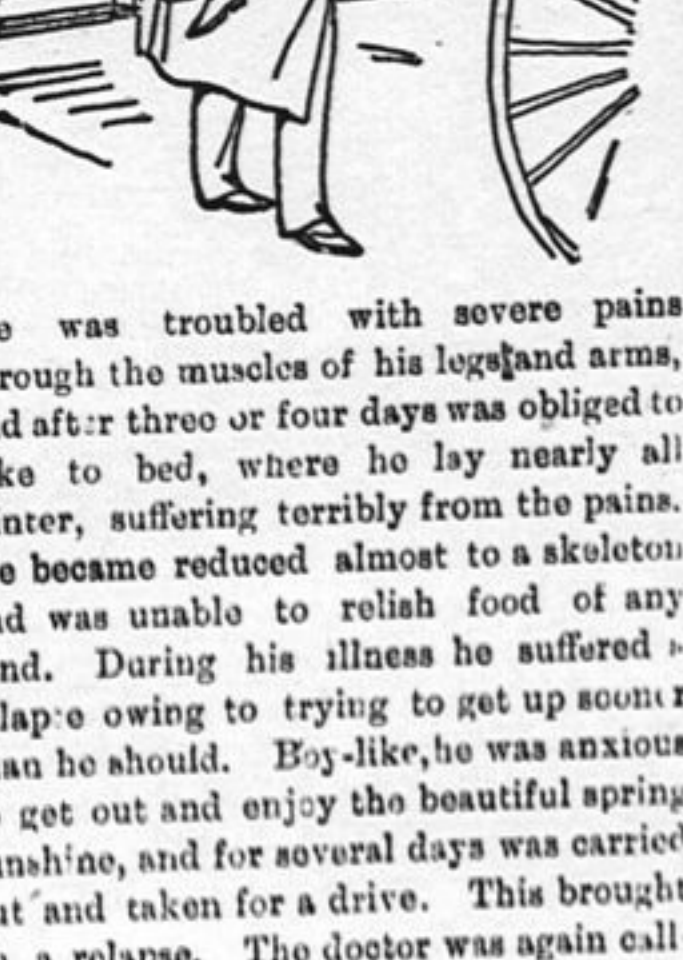 e was troubled with severe pains
rough the muscles of his legs and arms,
d after three or four days was obliged to
ke to bed, where he lay nearly all
nter, suffering terribly from the pains.
e became reduced almost to a skeleton
nd was unable to relish food of any
nd. During his illness he suffered
lapse owing to trying to get up sooner
an he should. Boy-like, he was anxious
get out and enjoy the beautiful spring
unshine, and for several days was carried
ut and taken for a drive. This brought
a relapse. The doctor was again call-